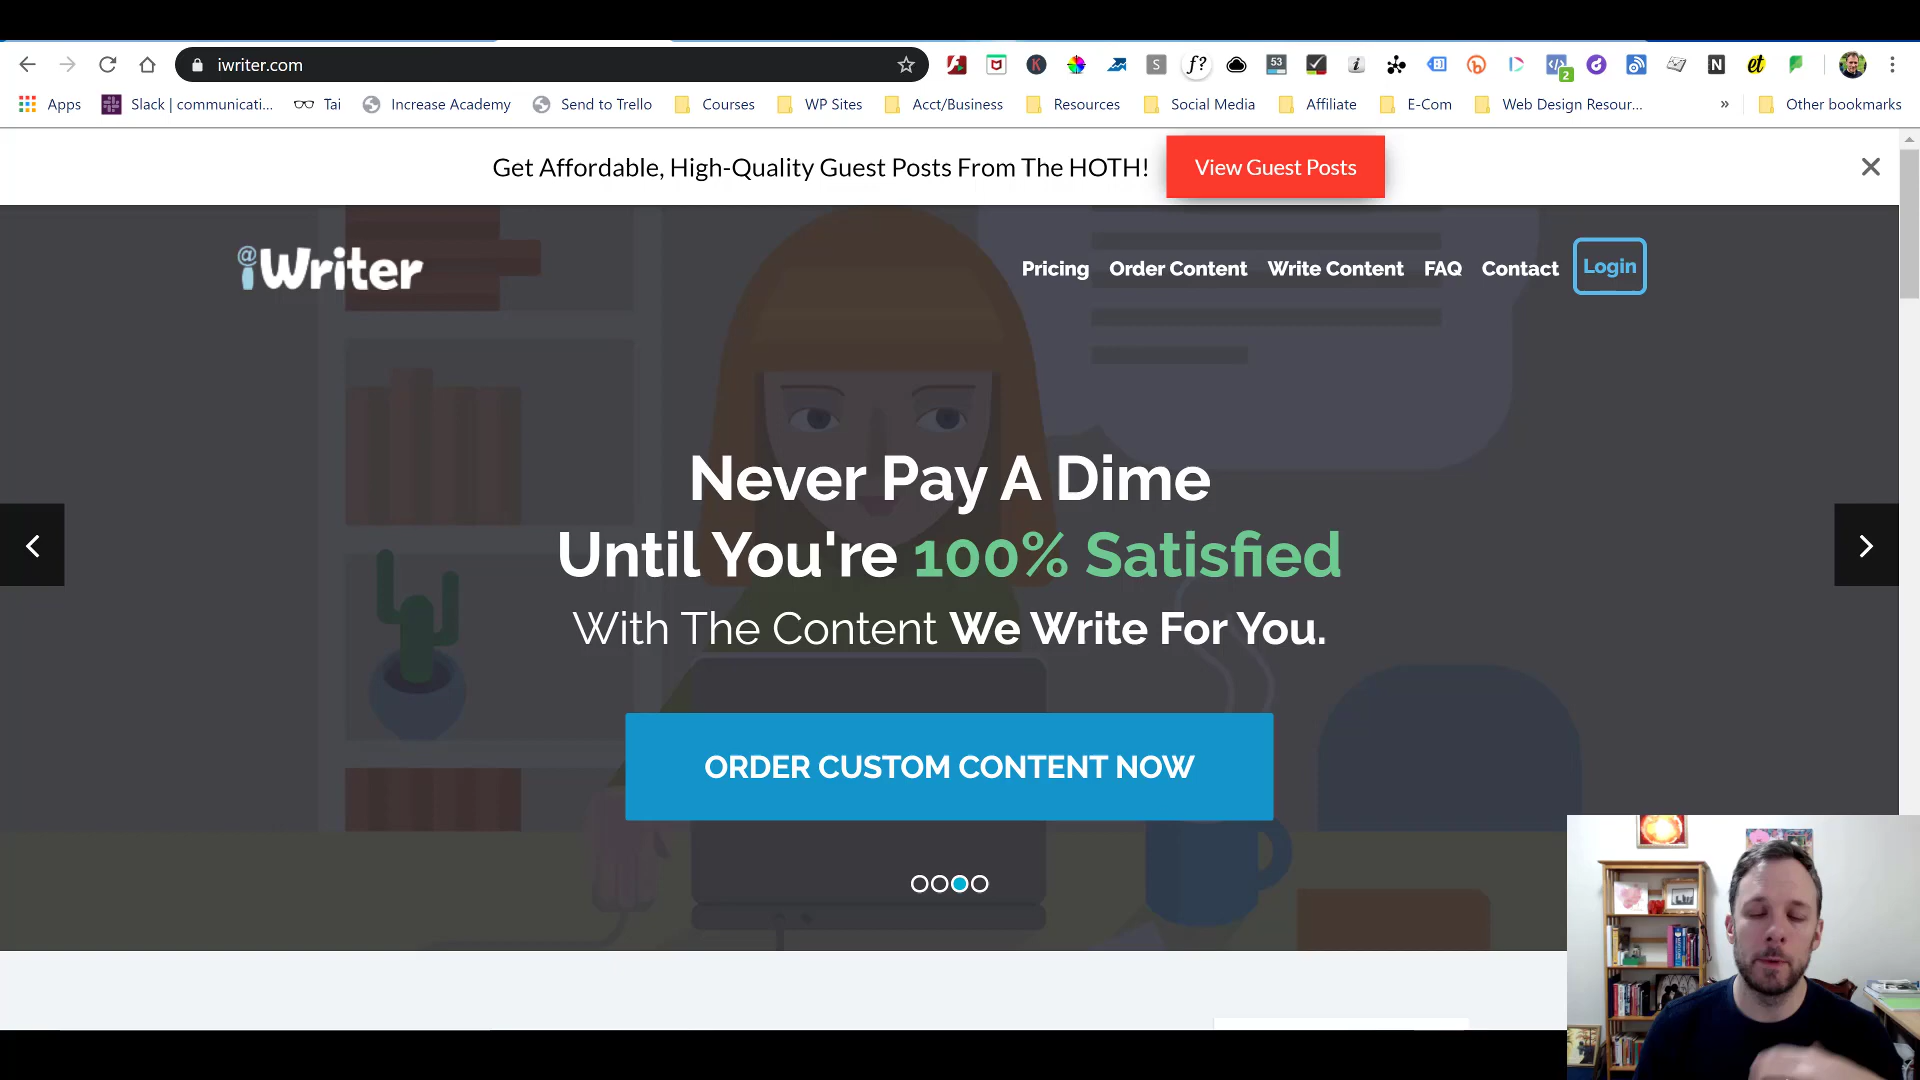 iwriter.com
53
2
Apps Slack | communicati... Tai Increase Academy Send to Trello Courses WP Sites Acct/Business Resources Social Media Affiliate E-Com Web Design Resour... » Other bookmarks
Get Affordable, High-Quality Guest Posts From The HOTH! View Guest Posts
@iWriter Pricing Order Content Write Content FAQ Contact Login
Never Pay A Dime
Until You're 100% Satisfied
With The Content We Write For You.
ORDER CUSTOM CONTENT NOW